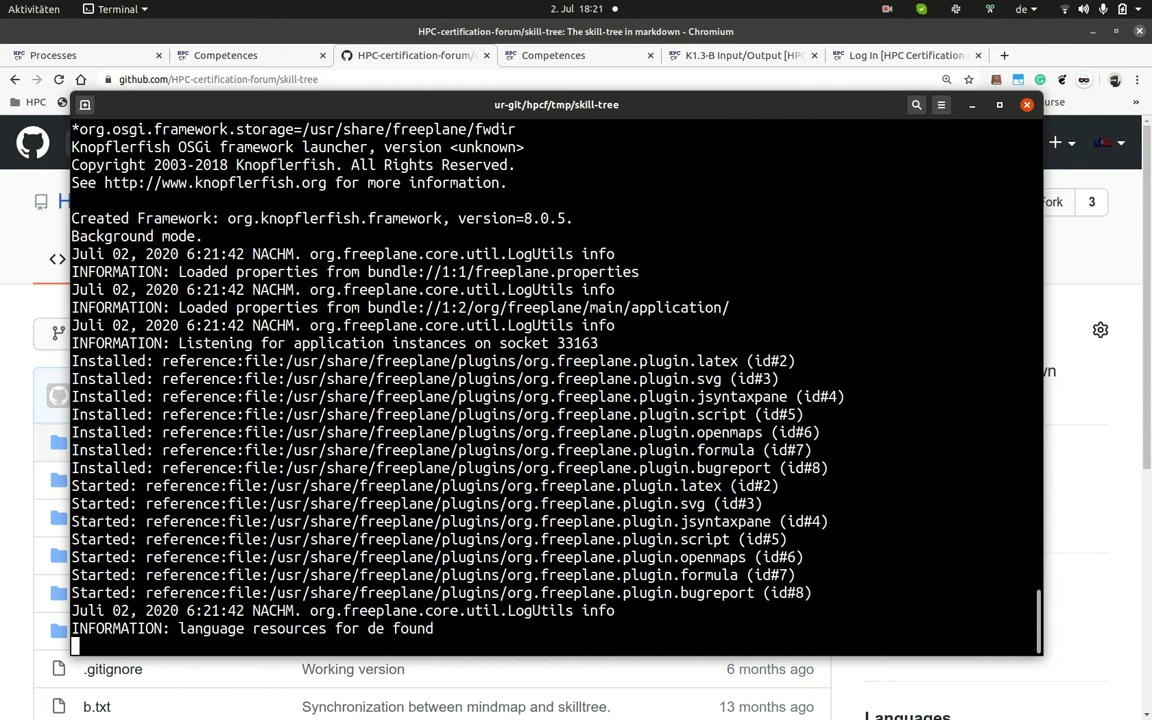 Aktivitäten Terminal 2. Jul 18:21 de
HPC-certification-forum/skill-tree: The skill-tree in markdown - Chromium
Processes × Competences × HPC-certification-forum/ × Competences × K1.3-B Input/Output [HP × Log In [HPC Certification × +
github.com/HPC-certification-forum/skill-tree
HPC
ourse »
ur-git/hpcf/tmp/skill-tree
*org.osgi.framework.storage=/usr/share/freeplane/fwdir
Knopflerfish OSGi framework launcher, version <unknown>
Copyright 2003-2018 Knopflerfish. All Rights Reserved.
See http://www.knopflerfish.org for more information.
H
Fork 3
Created Framework: org.knopflerfish.framework, version=8.0.5.
Background mode.
Juli 02, 2020 6:21:42 NACHM. org.freeplane.core.util.LogUtils info
INFORMATION: Loaded properties from bundle://1:1/freeplane.properties
Juli 02, 2020 6:21:42 NACHM. org.freeplane.core.util.LogUtils info
INFORMATION: Loaded properties from bundle://1:2/org/freeplane/main/application/
Juli 02, 2020 6:21:42 NACHM. org.freeplane.core.util.LogUtils info
INFORMATION: Listening for application instances on socket 33163
Installed: reference:file:/usr/share/freeplane/plugins/org.freeplane.plugin.latex (id#2)
wn
Installed: reference:file:/usr/share/freeplane/plugins/org.freeplane.plugin.svg (id#3)
Installed: reference:file:/usr/share/freeplane/plugins/org.freeplane.plugin.jsyntaxpane (id#4)
Installed: reference:file:/usr/share/freeplane/plugins/org.freeplane.plugin.script (id#5)
Installed: reference:file:/usr/share/freeplane/plugins/org.freeplane.plugin.openmaps (id#6)
Installed: reference:file:/usr/share/freeplane/plugins/org.freeplane.plugin.formula (id#7)
Installed: reference:file:/usr/share/freeplane/plugins/org.freeplane.plugin.bugreport (id#8)
Started: reference:file:/usr/share/freeplane/plugins/org.freeplane.plugin.latex (id#2)
Started: reference:file:/usr/share/freeplane/plugins/org.freeplane.plugin.svg (id#3)
Started: reference:file:/usr/share/freeplane/plugins/org.freeplane.plugin.jsyntaxpane (id#4)
Started: reference:file:/usr/share/freeplane/plugins/org.freeplane.plugin.script (id#5)
Started: reference:file:/usr/share/freeplane/plugins/org.freeplane.plugin.openmaps (id#6)
Started: reference:file:/usr/share/freeplane/plugins/org.freeplane.plugin.formula (id#7)
Started: reference:file:/usr/share/freeplane/plugins/org.freeplane.plugin.bugreport (id#8)
Juli 02, 2020 6:21:42 NACHM. org.freeplane.core.util.LogUtils info
INFORMATION: language resources for de found
.gitignore Working version 6 months ago
b.txt Synchronization between mindmap and skilltree. 13 months ago
Languages